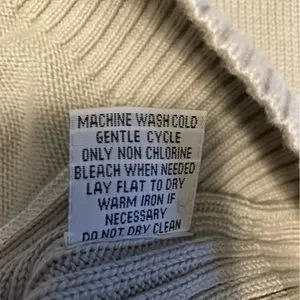 MACHINE WASH COLD
GENTLE CYCLE
ONLY NON CHLORINE
BLEACH WHEN NEEDED
LAY FLAT TO DRY
WARM IRON IF
NECESSARY
DO NOT DRY CLEAN